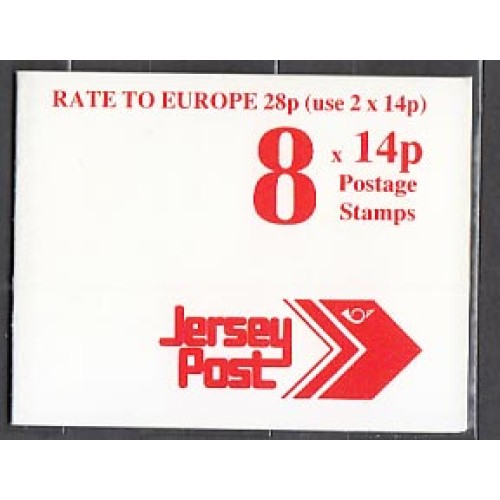 RATE TO EUROPE 28p (use 2 x 14p)
8 x 14p
Postage
Stamps
Jersey
Post